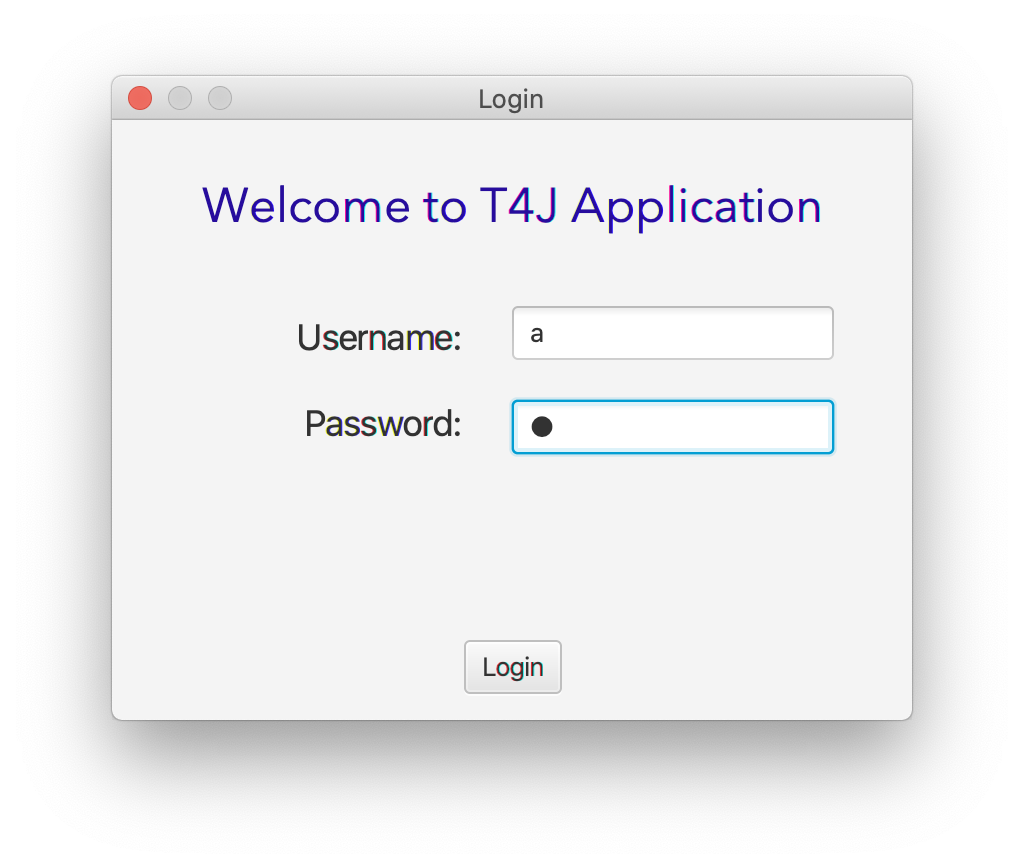 Login
Welcome to T4J Application
Username: a
Password: ●
Login